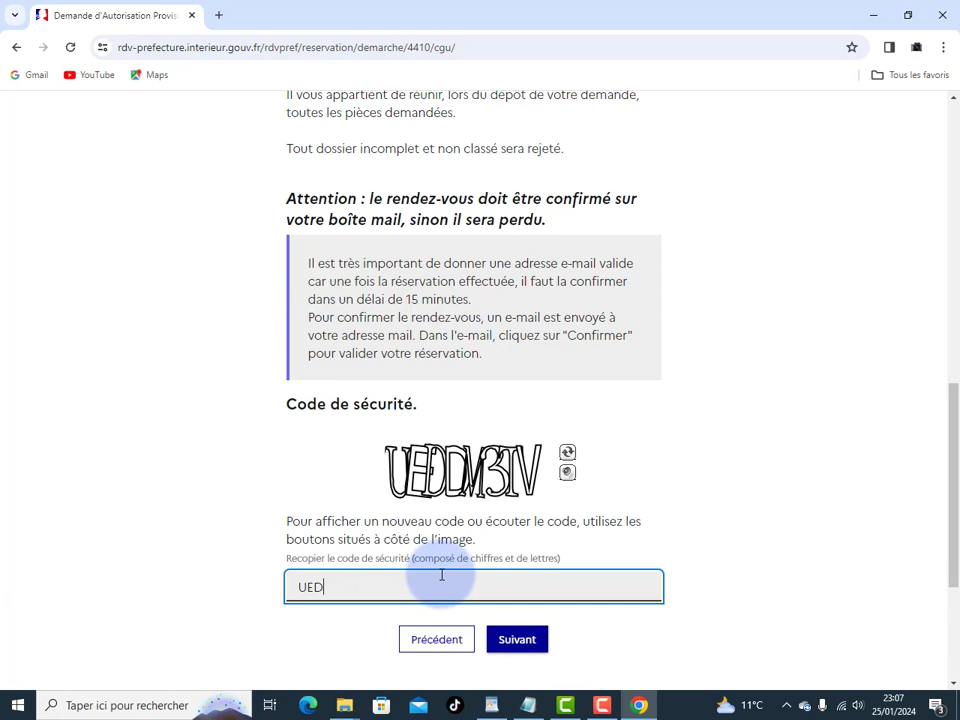 Demande d'Autorisation Provis
rdv-prefecture.interieur.gouv.fr/rdvpref/reservation/demarche/4410/cgu/
Gmail
YouTube
Maps
Tous les favoris
Il vous appartient de réunir, lors du dépôt de votre demande,
toutes les pièces demandées.
Tout dossier incomplet et non classé sera rejeté.
Attention : le rendez-vous doit être confirmé sur
votre boîte mail, sinon il sera perdu.
Il est très important de donner une adresse e-mail valide
car une fois la réservation effectuée, il faut la confirmer
dans un délai de 15 minutes.
Pour confirmer le rendez-vous, un e-mail est envoyé à
votre adresse mail. Dans l'e-mail, cliquez sur "Confirmer"
pour valider votre réservation.
Code de sécurité.
Pour afficher un nouveau code ou écouter le code, utilisez les
boutons situés à côté de l'image.
Recopier le code de sécurité (composé de chiffres et de lettres)
UED
Précédent
Suivant
Taper ici pour rechercher
11°C
23:07
25/01/2024
3